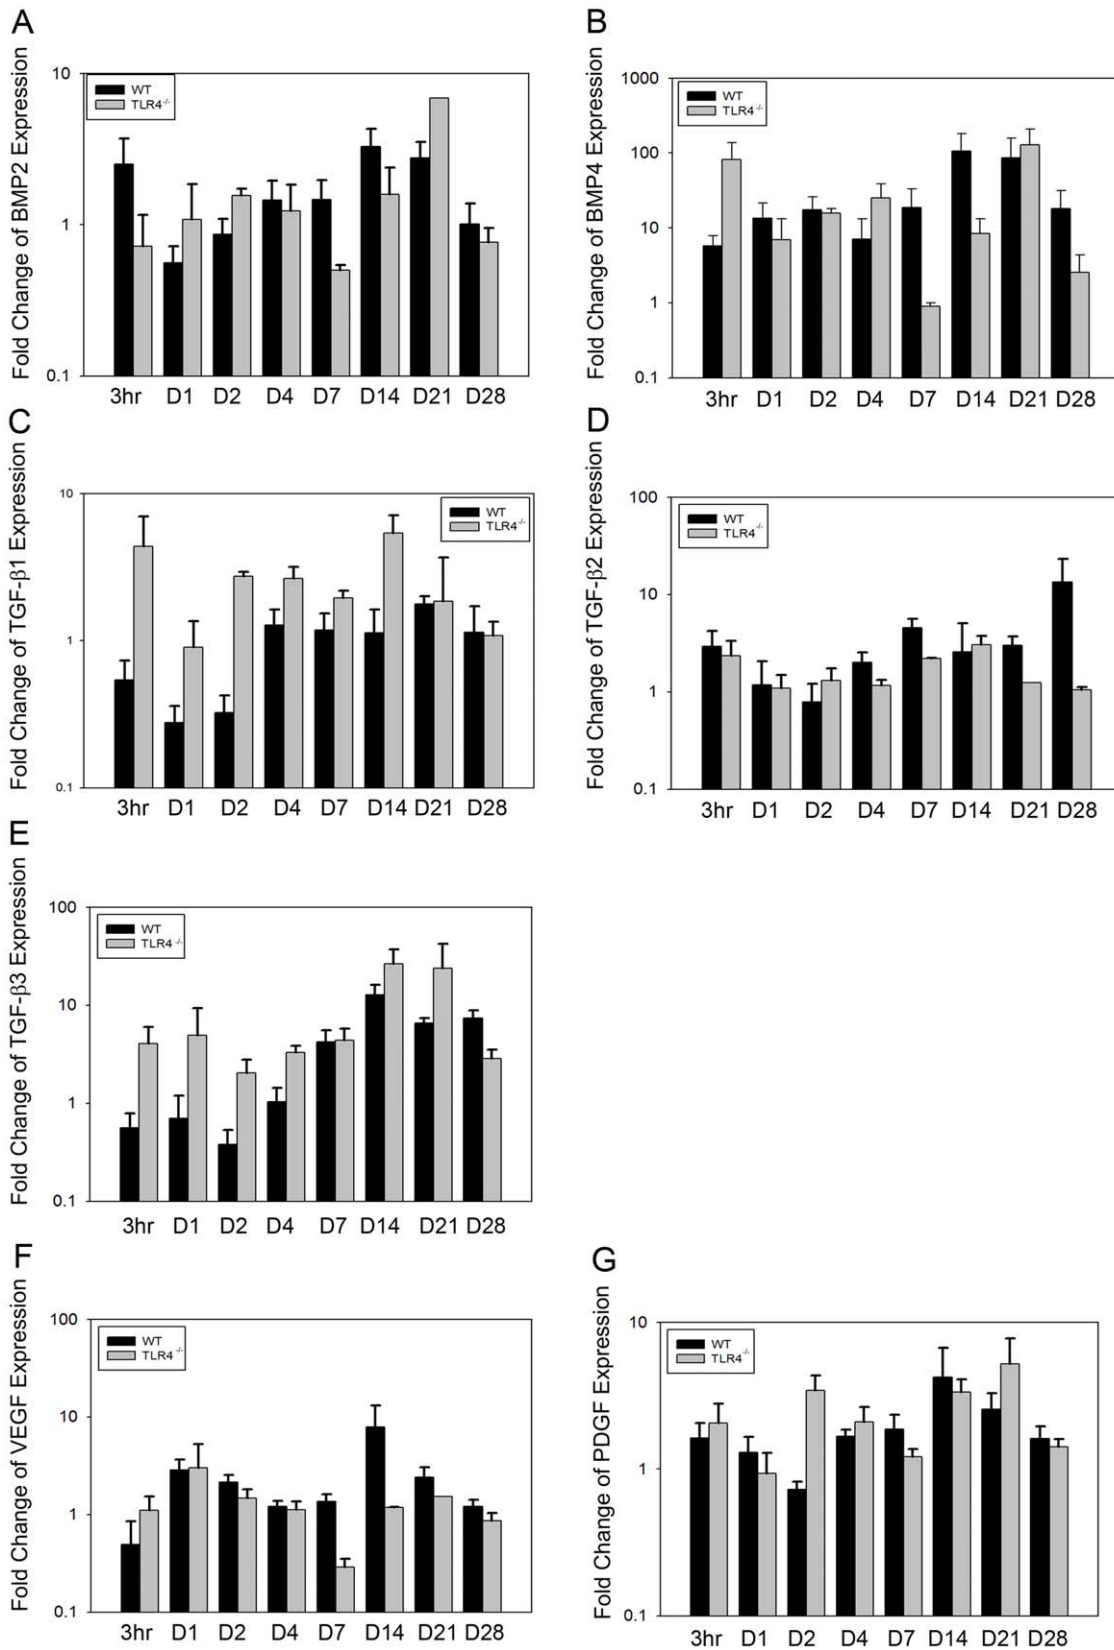 A
Fold Change of BMP2 Expression
10
1
0.1
WT
TLR4-/-
3hr D1 D2 D4 D7 D14 D21 D28
B
Fold Change of BMP4 Expression
1000
100
10
1
0.1
WT
TLR4-/-
3hr D1 D2 D4 D7 D14 D21 D28
C
Fold Change of TGF-β1 Expression
10
1
0.1
WT
TLR4-/-
3hr D1 D2 D4 D7 D14 D21 D28
D
Fold Change of TGF-β2 Expression
100
10
1
0.1
WT
TLR4-/-
3hr D1 D2 D4 D7 D14 D21 D28
E
Fold Change of TGF-β3 Expression
100
10
1
0.1
WT
TLR4-/-
3hr D1 D2 D4 D7 D14 D21 D28
F
Fold Change of VEGF Expression
100
10
1
0.1
WT
TLR4-/-
3hr D1 D2 D4 D7 D14 D21 D28
G
Fold Change of PDGF Expression
10
1
0.1
WT
TLR4-/-
3hr D1 D2 D4 D7 D14 D21 D28